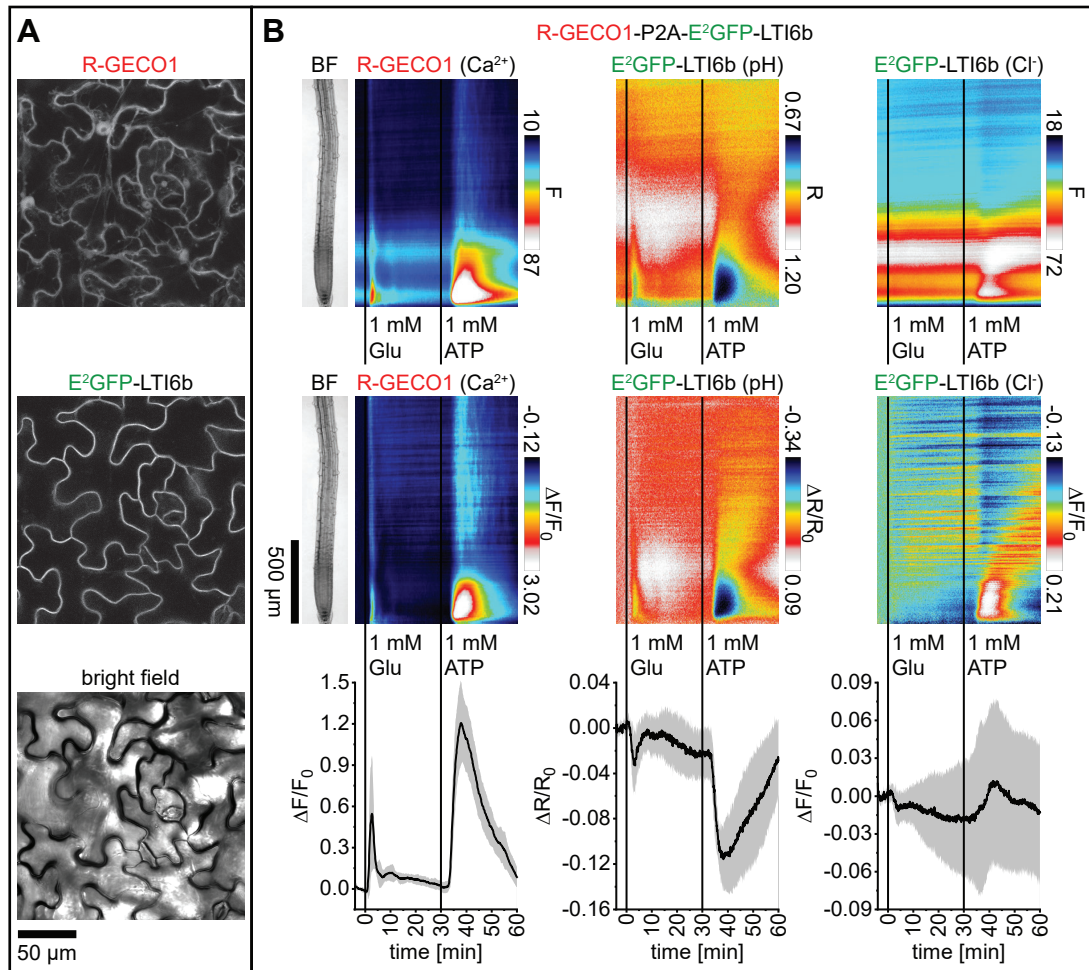 A
R-GECO1
E²GFP-LTI6b
bright field
50 µm
B
R-GECO1-P2A-E²GFP-LTI6b
BF R-GECO1 (Ca²⁺) E²GFP-LTI6b (pH) E²GFP-LTI6b (Cl⁻)
10 F 87
0.67 R 1.20
18 F 72
1 mM Glu 1 mM ATP
1 mM Glu 1 mM ATP
1 mM Glu 1 mM ATP
BF R-GECO1 (Ca²⁺) E²GFP-LTI6b (pH) E²GFP-LTI6b (Cl⁻)
500 µm
-0.12 ΔF/F₀ 3.02
-0.34 ΔR/R₀ 0.09
-0.13 ΔF/F₀ 0.21
1 mM Glu 1 mM ATP
1 mM Glu 1 mM ATP
1 mM Glu 1 mM ATP
ΔF/F₀
1.5
1.2
0.9
0.6
0.3
0.0
0 10 20 30 40 50 60
time [min]
ΔR/R₀
0.04
0.00
-0.04
-0.08
-0.12
-0.16
0 10 20 30 40 50 60
time [min]
ΔF/F₀
0.09
0.06
0.03
0.00
-0.03
-0.06
-0.09
0 10 20 30 40 50 60
time [min]